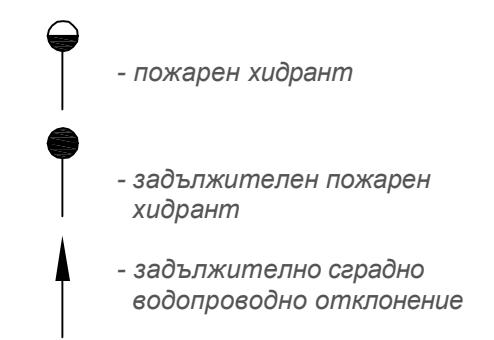 - пожарен хидрант
- задължителен пожарен
хидрант
- задължително сградно
водопроводно отклонение